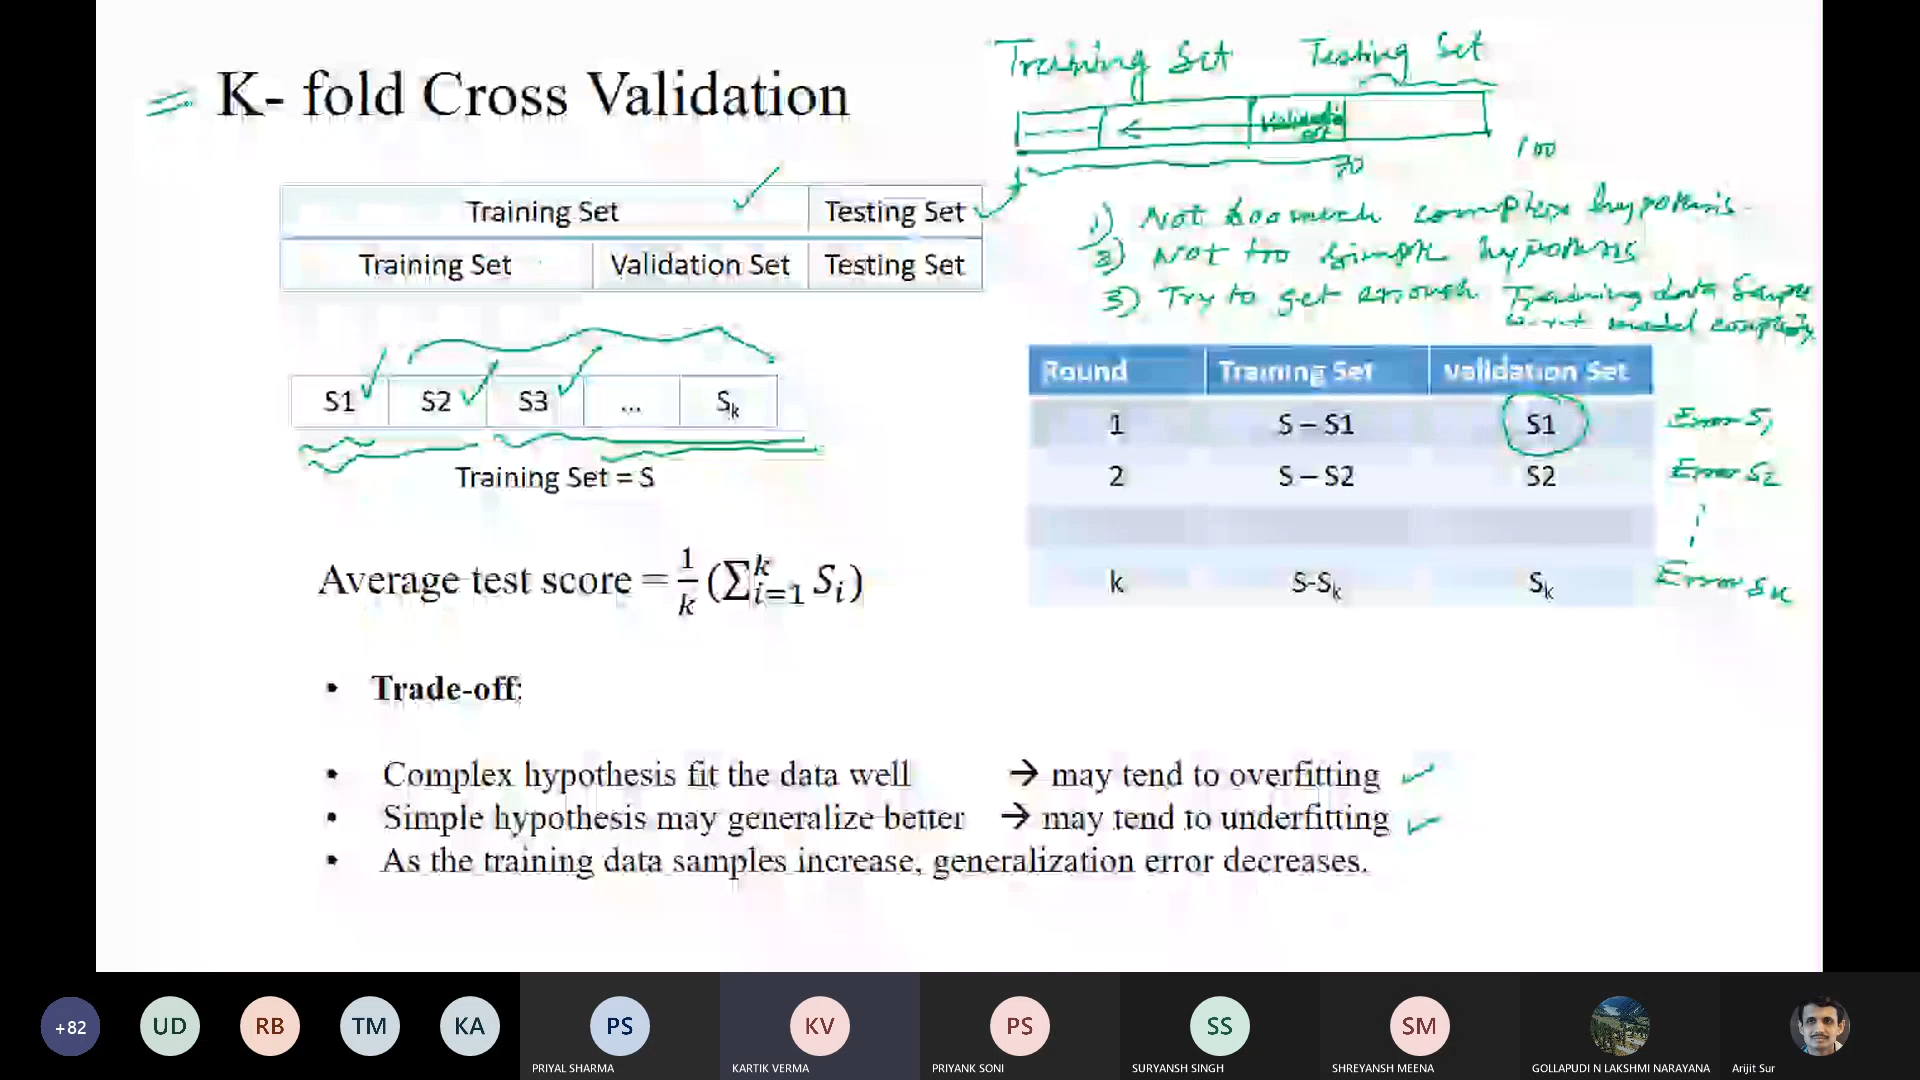 K- fold Cross Validation
Training Set Testing Set
Validation Set
70
100
Training Set Testing Set
Training Set Validation Set Testing Set
1) Not too much complex hypothesis.
2) Not too simple hypothesis
3) Try to get enough Training data Sample
w.r.t model complexity
S1 S2 S3 ... Sk
Training Set = S
Round Training Set Validation Set
1 S – S1 S1 Error S1
2 S – S2 S2 Error S2
k S-Sk Sk Error Sk
Average test score = 1/k (∑ᵏᵢ₌₁ Sᵢ)
• Trade-off:
• Complex hypothesis fit the data well → may tend to overfitting
• Simple hypothesis may generalize better → may tend to underfitting
• As the training data samples increase, generalization error decreases.
+82 UD RB TM KA PS KV PS SS SM
PRIYAL SHARMA KARTIK VERMA PRIYANK SONI SURYANSH SINGH SHREYANSH MEENA GOLLAPUDI N LAKSHMI NARAYANA Arijit Sur